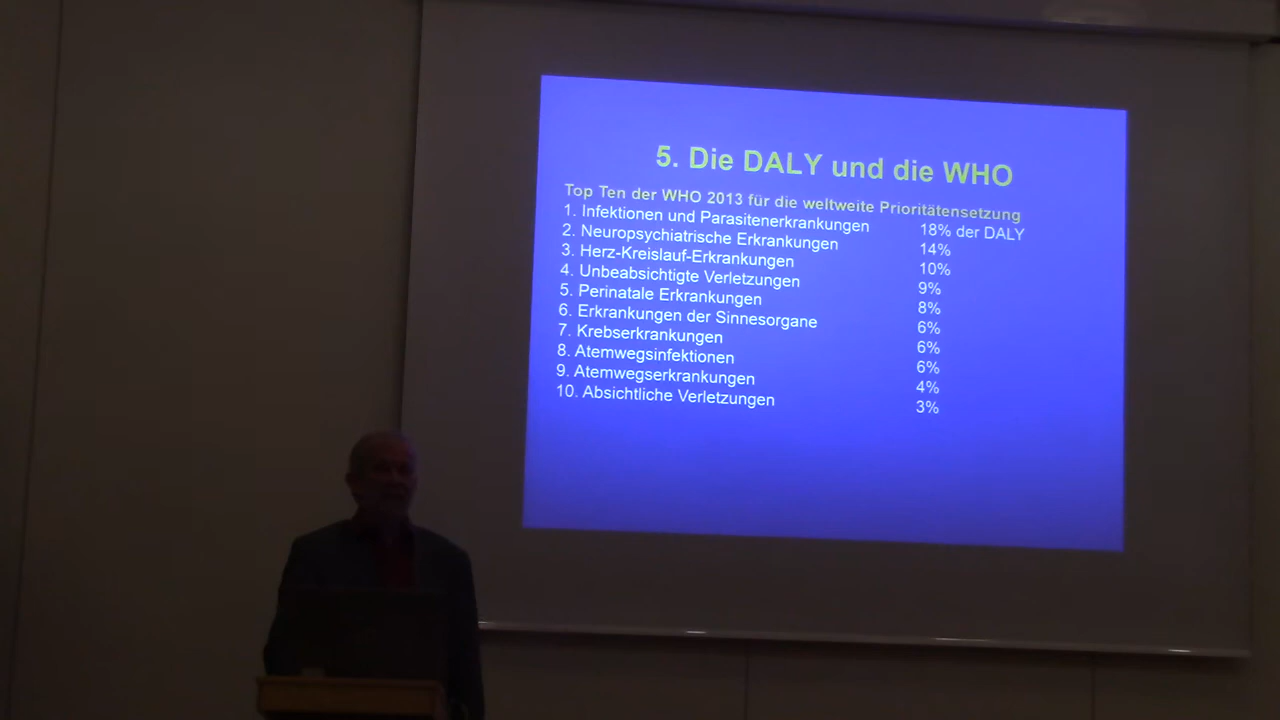 5. Die DALY und die WHO
Top Ten der WHO 2013 für die weltweite Prioritätensetzung
1. Infektionen und Parasitenerkrankungen 18% der DALY
2. Neuropsychiatrische Erkrankungen 14%
3. Herz-Kreislauf-Erkrankungen 10%
4. Unbeabsichtigte Verletzungen 9%
5. Perinatale Erkrankungen 8%
6. Erkrankungen der Sinnesorgane 6%
7. Krebserkrankungen 6%
8. Atemwegsinfektionen 6%
9. Atemwegserkrankungen 4%
10. Absichtliche Verletzungen 3%